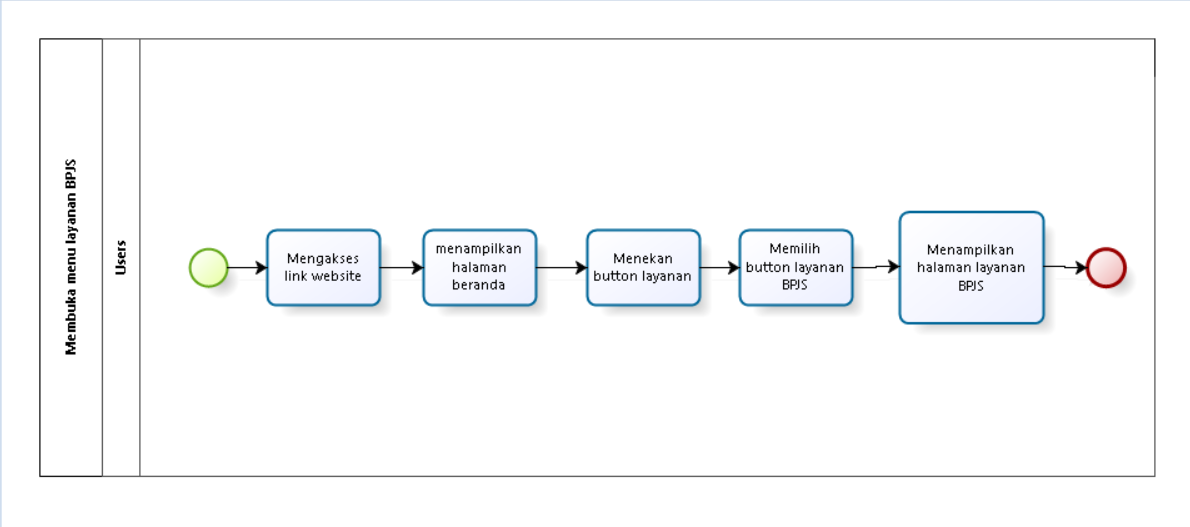 Membuka menu layanan BPJS
Users
Mengakses
link website
menampilkan
halaman
beranda
Menekan
button layanan
Memilih
button layanan
BPJS
Menampilkan
halaman layanan
BPJS